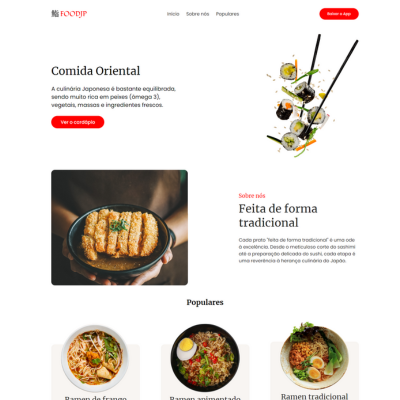 鮨 FOODJP
Início Sobre nós Populares
Baixar o App
Comida Oriental
A culinária Japonesa é bastante equilibrada,
sendo muito rica em peixes (ômega 3),
vegetais, massas e ingredientes frescos.
Ver o cardápio
Sobre nós
Feita de forma
tradicional
Cada prato "feita de forma tradicional" é uma ode
à excelência. Desde o meticuloso corte do sashimi
até a preparação delicada do sushi, cada etapa é
uma reverência à herança culinária do Japão.
Populares
Ramen de frango
Ramen apimentado
Ramen tradicional